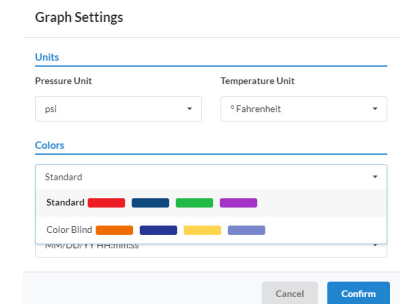 Graph Settings
Units
Pressure Unit Temperature Unit
psi ° Fahrenheit
Colors
Standard
Standard
Color Blind
MM/DD/YY HH:mm:ss
Cancel Confirm